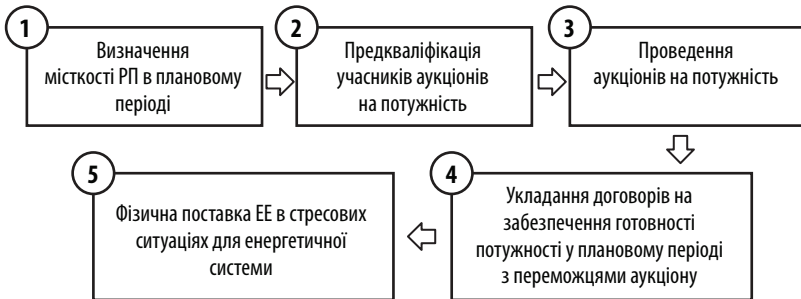 1
Визначення
місткості РП в плановому
періоді
2
Предкваліфікація
учасників аукціонів
на потужність
3
Проведення
аукціонів на потужність
4
Укладання договорів на
забезпечення готовності
потужності у плановому періоді
з переможцями аукціону
5
Фізична поставка ЕЕ в стресових
ситуаціях для енергетичної
системи